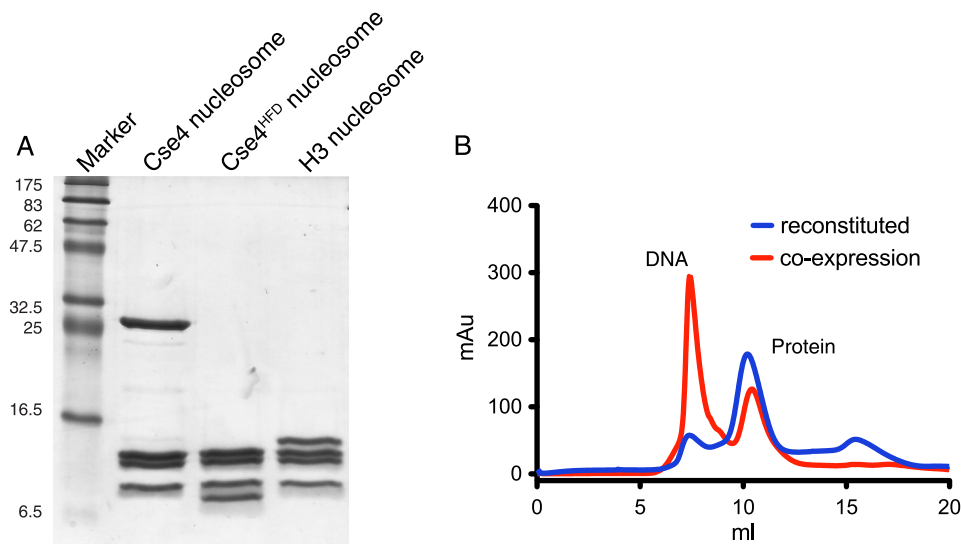 A
Marker
Cse4 nucleosome
Cse4HFD nucleosome
H3 nucleosome
175
83
62
47.5
32.5
25
16.5
6.5
B
400
300
200
100
0
mAu
DNA
Protein
reconstituted
co-expression
0 5 10 15 20
ml